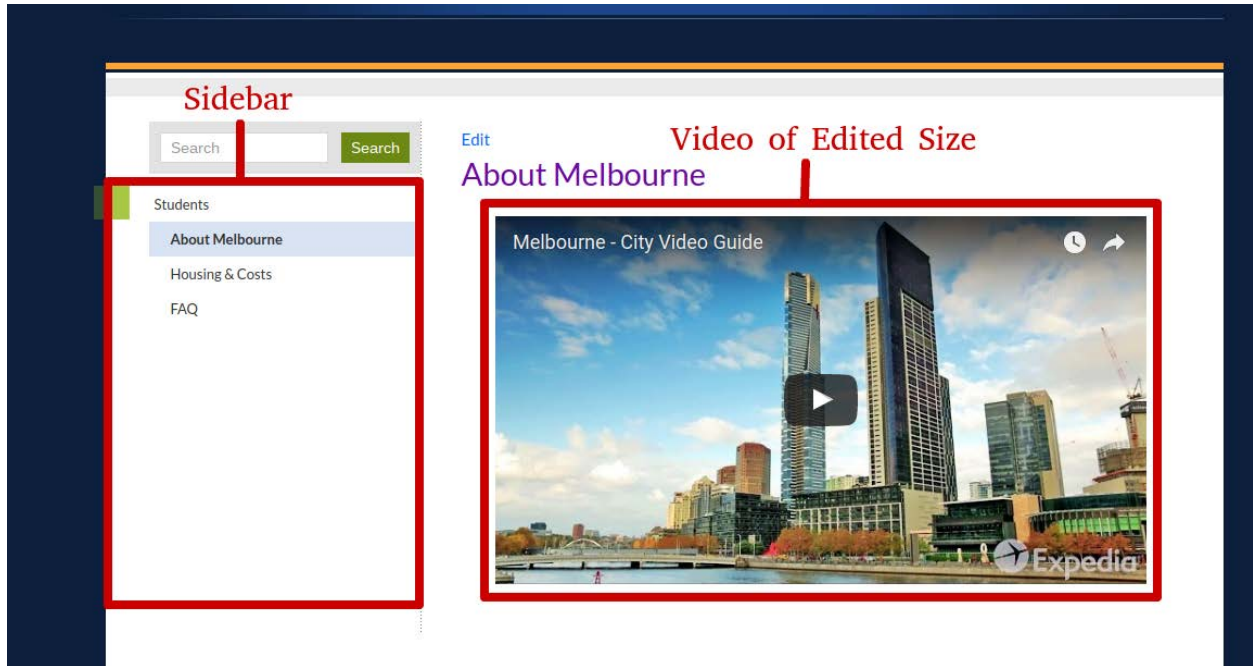 Sidebar
Search
Search
Edit
Video of Edited Size
About Melbourne
Students
About Melbourne
Housing & Costs
FAQ
Melbourne - City Video Guide
Expedia